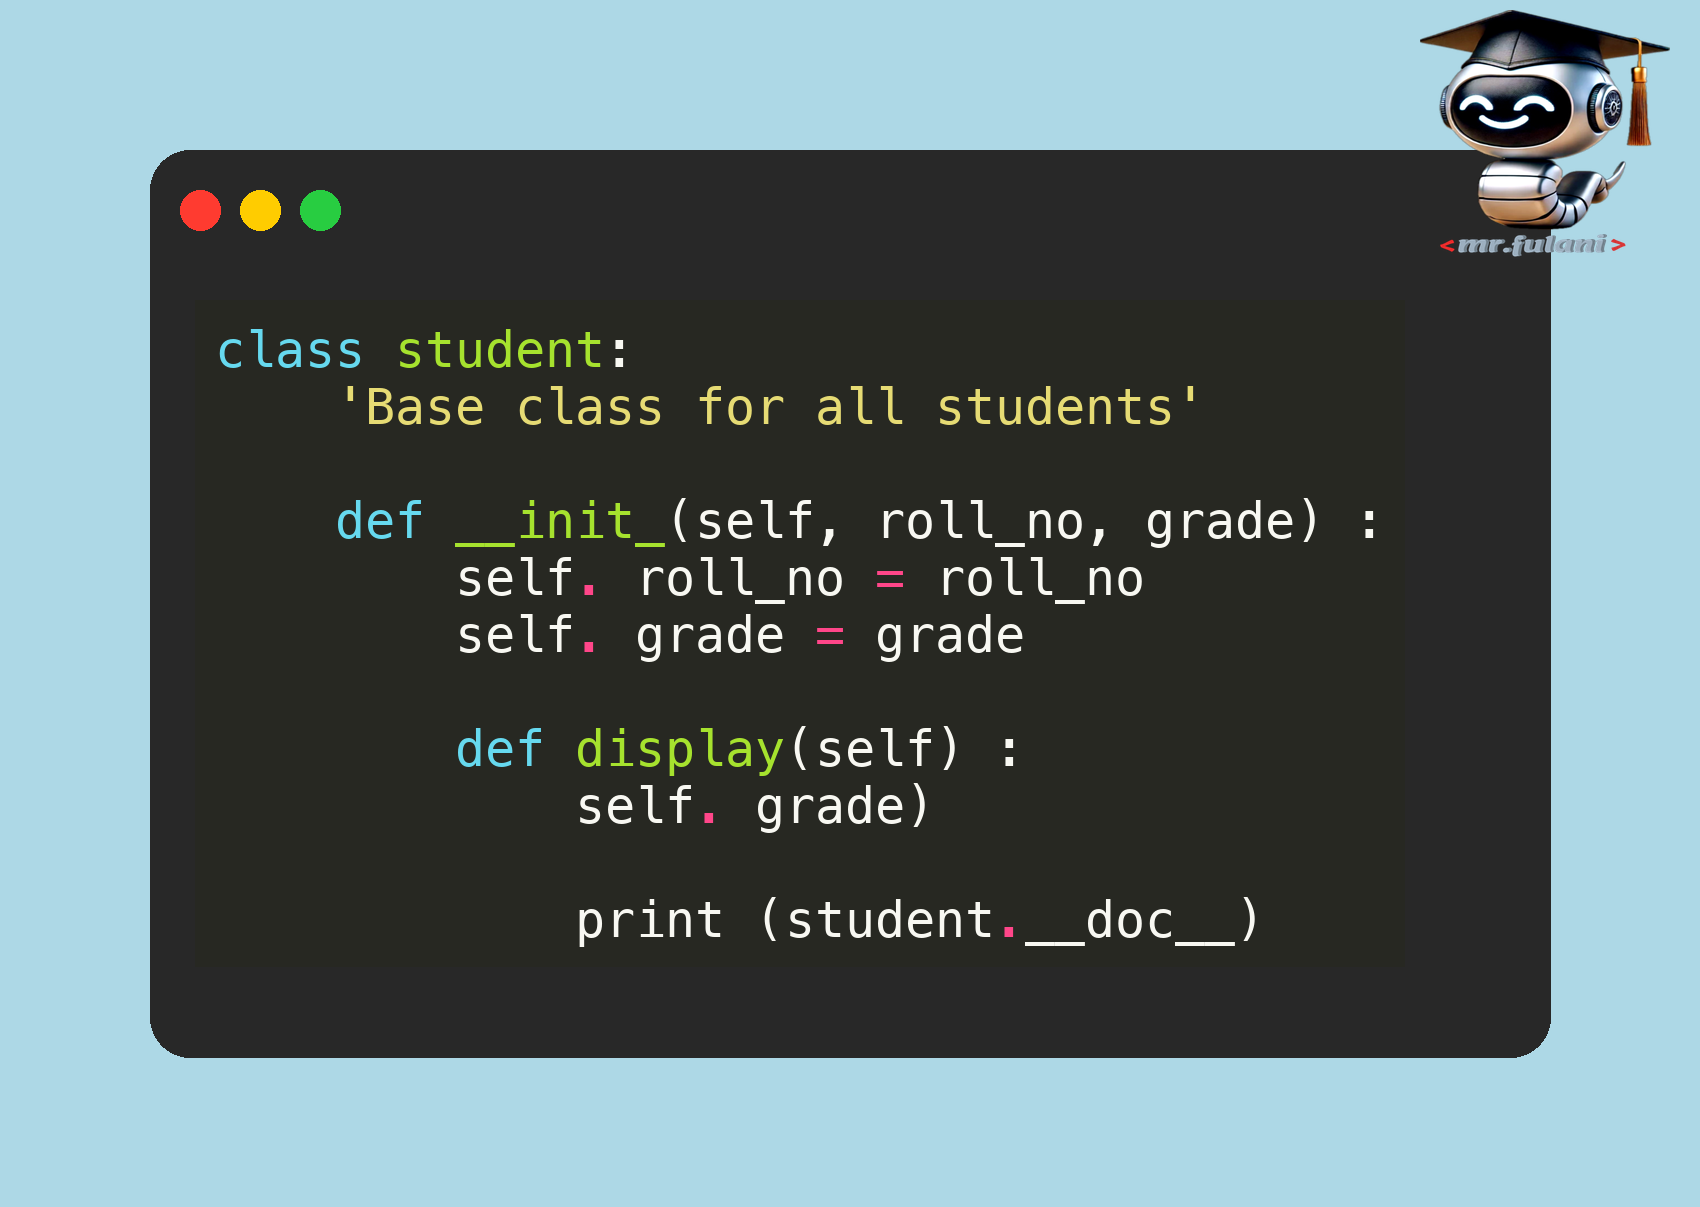 <mr.fulani>
class student:
    'Base class for all students'
    def __init_(self, roll_no, grade) :
        self. roll_no = roll_no
        self. grade = grade
        def display(self) :
            self. grade)
            print (student.__doc__)